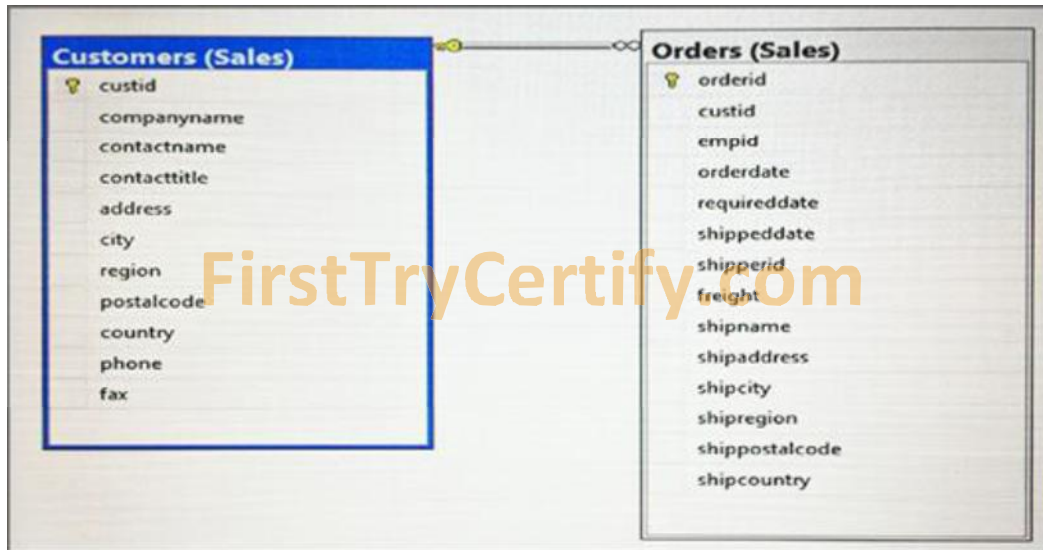 Customers (Sales)
custid
companyname
contactname
contacttitle
address
city
region
postalcode
country
phone
fax
Orders (Sales)
orderid
custid
empid
orderdate
requireddate
shippeddate
shipperid
freight
shipname
shipaddress
shipcity
shipregion
shippostalcode
shipcountry
FirstTryCertify.com